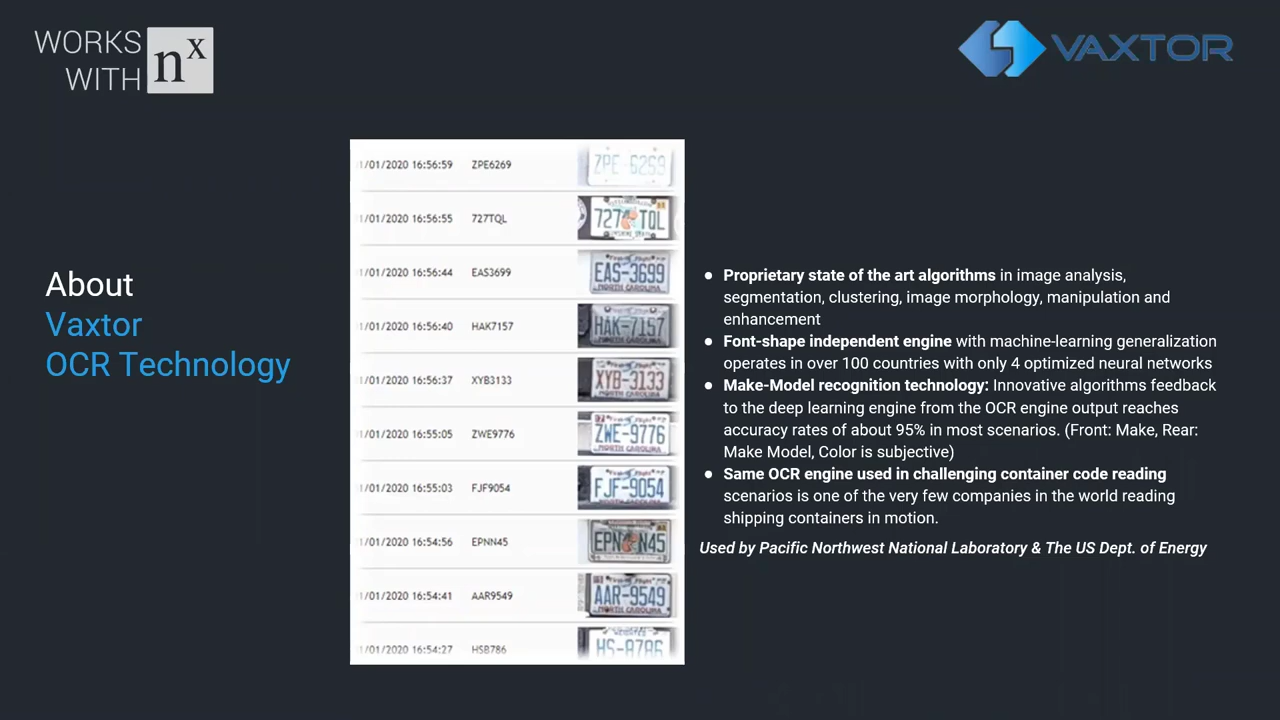 WORKS
WITH nx
VAXTOR
About
Vaxtor
OCR Technology
1/01/2020 16:56:59 ZPE6269 ZPE-6269
1/01/2020 16:56:55 727TQL 727 TQL
1/01/2020 16:56:44 EAS3699 EAS-3699
NORTH CAROLINA
1/01/2020 16:56:40 HAK7157 HAK-7157
1/01/2020 16:56:37 XYB3133 XYB-3133
NORTH CAROLINA
1/01/2020 16:55:05 ZWE9776 ZWE-9776
NORTH CAROLINA
1/01/2020 16:55:03 FJF9054 FJF-9054
1/01/2020 16:54:56 EPNN45 EPN N45
1/01/2020 16:54:41 AAR9549 AAR-9549
NORTH CAROLINA
1/01/2020 16:54:27 HSB786 HS-8786
● Proprietary state of the art algorithms in image analysis,
segmentation, clustering, image morphology, manipulation and
enhancement
● Font-shape independent engine with machine-learning generalization
operates in over 100 countries with only 4 optimized neural networks
● Make-Model recognition technology: Innovative algorithms feedback
to the deep learning engine from the OCR engine output reaches
accuracy rates of about 95% in most scenarios. (Front: Make, Rear:
Make Model, Color is subjective)
● Same OCR engine used in challenging container code reading
scenarios is one of the very few companies in the world reading
shipping containers in motion.
Used by Pacific Northwest National Laboratory & The US Dept. of Energy